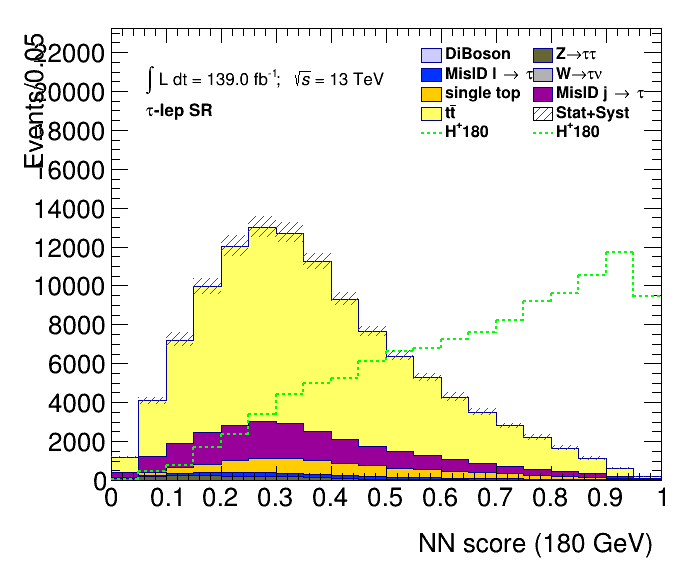 Events/0.05
22000
20000
18000
16000
14000
12000
10000
8000
6000
4000
2000
0
∫ L dt = 139.0 fb⁻¹; √s = 13 TeV
τ-lep SR
DiBoson Z→ττ
MisID l → τ W→τν
single top MisID j → τ
tt̄ Stat+Syst
H⁺180 H⁺180
0 0.1 0.2 0.3 0.4 0.5 0.6 0.7 0.8 0.9 1
NN score (180 GeV)